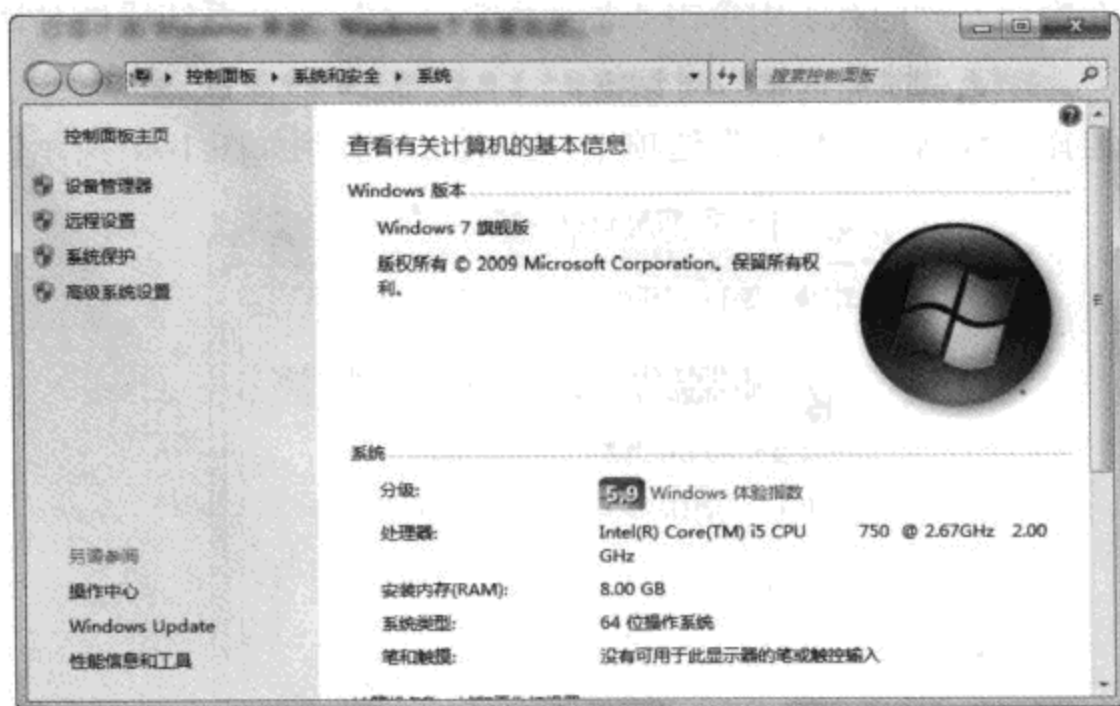 控制面板 ▸ 系统和安全 ▸ 系统
搜索控制面板
控制面板主页
设备管理器
远程设置
系统保护
高级系统设置
另请参阅
操作中心
Windows Update
性能信息和工具
查看有关计算机的基本信息
Windows 版本
Windows 7 旗舰版
版权所有 © 2009 Microsoft Corporation。保留所有权
利。
系统
分级:
5.9 Windows 体验指数
处理器:
Intel(R) Core(TM) i5 CPU 750 @ 2.67GHz 2.00
GHz
安装内存(RAM):
8.00 GB
系统类型:
64 位操作系统
笔和触摸:
没有可用于此显示器的笔或触控输入